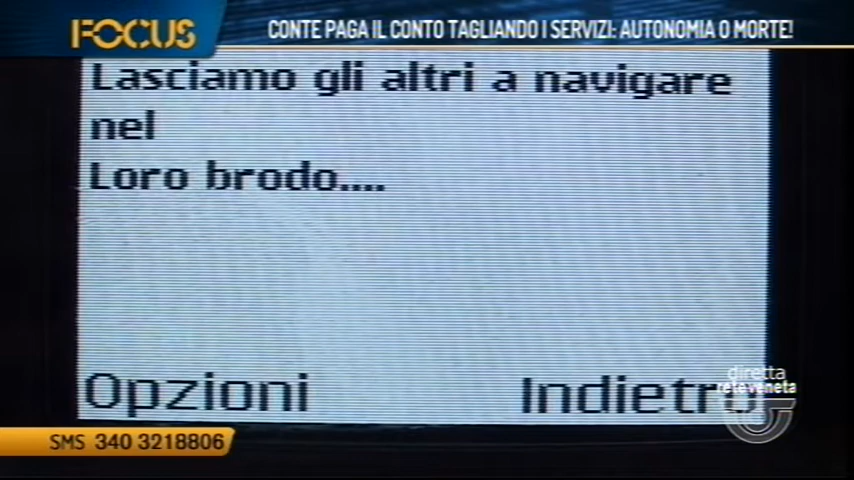 FOCUS
CONTE PAGA IL CONTO TAGLIANDO I SERVIZI: AUTONOMIA O MORTE!
Lasciamo gli altri a navigare
nel
Loro brodo....
Opzioni Indietro
diretta
reteveneta
SMS 340 3218806